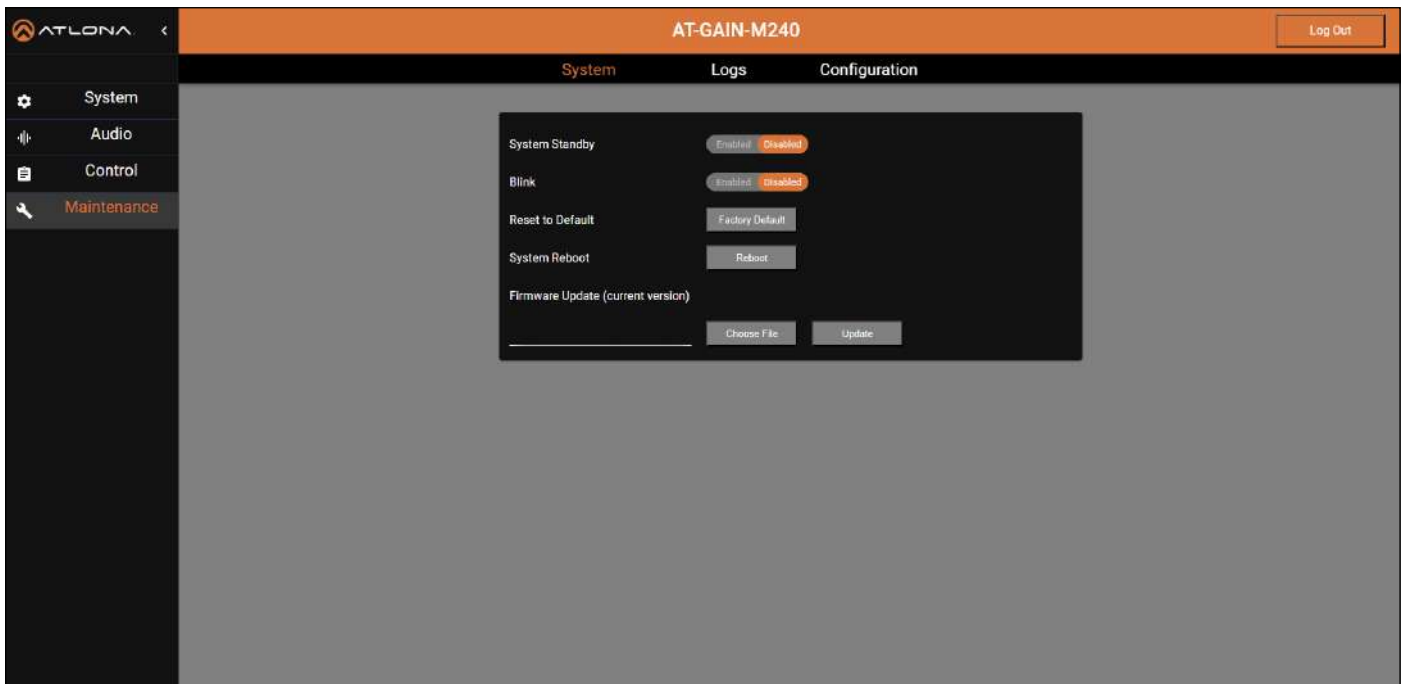 ATLONA
AT-GAIN-M240
Log Out
System Logs Configuration
System
Audio
Control
Maintenance
System Standby Enabled Disabled
Blink Enabled Disabled
Reset to Default Factory Default
System Reboot Reboot
Firmware Update (current version)
Choose File Update